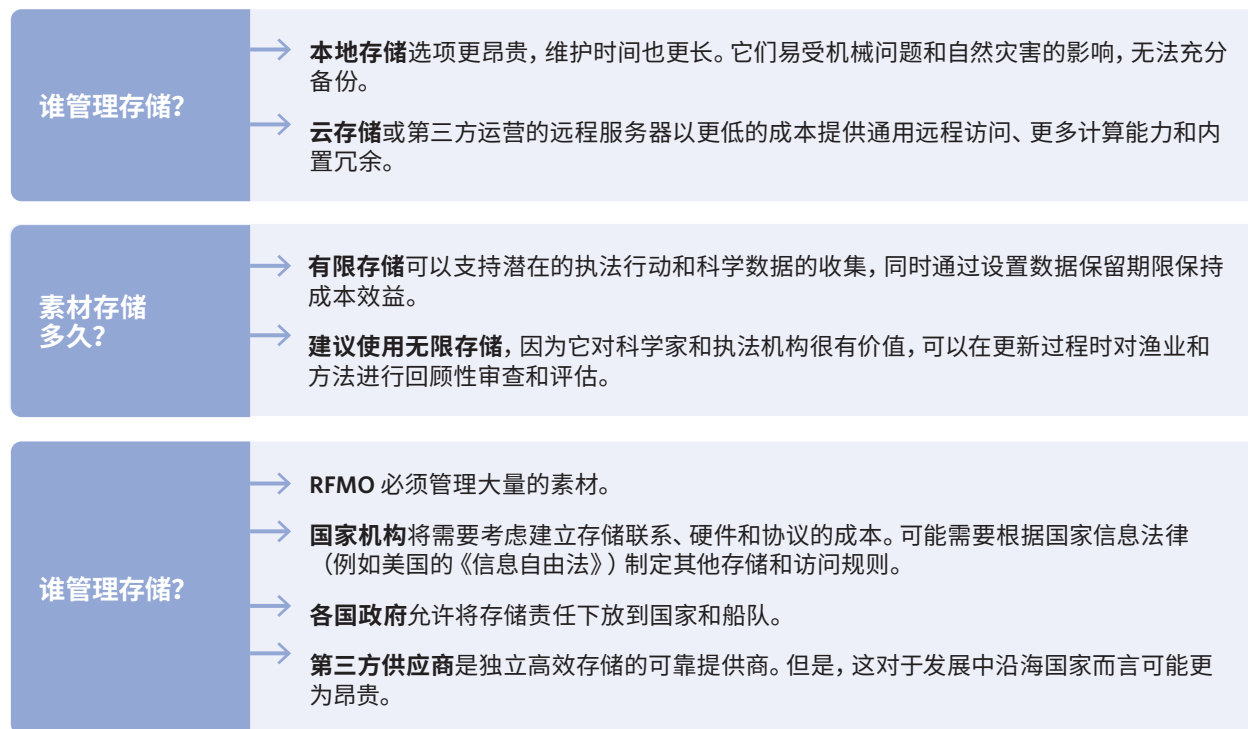 谁管理存储？
本地存储选项更昂贵，维护时间也更长。它们易受机械问题和自然灾害的影响，无法充分
备份。
云存储或第三方运营的远程服务器以更低的成本提供通用远程访问、更多计算能力和内
置冗余。
素材存储
多久？
有限存储可以支持潜在的执法行动和科学数据的收集，同时通过设置数据保留期限保持
成本效益。
建议使用无限存储，因为它对科学家和执法机构很有价值，可以在更新过程时对渔业和
方法进行回顾性审查和评估。
谁管理存储？
RFMO 必须管理大量的素材。
国家机构将需要考虑建立存储联系、硬件和协议的成本。可能需要根据国家信息法律
（例如美国的《信息自由法》）制定其他存储和访问规则。
各国政府允许将存储责任下放到国家和船队。
第三方供应商是独立高效存储的可靠提供商。但是，这对于发展中沿海国家而言可能更
为昂贵。